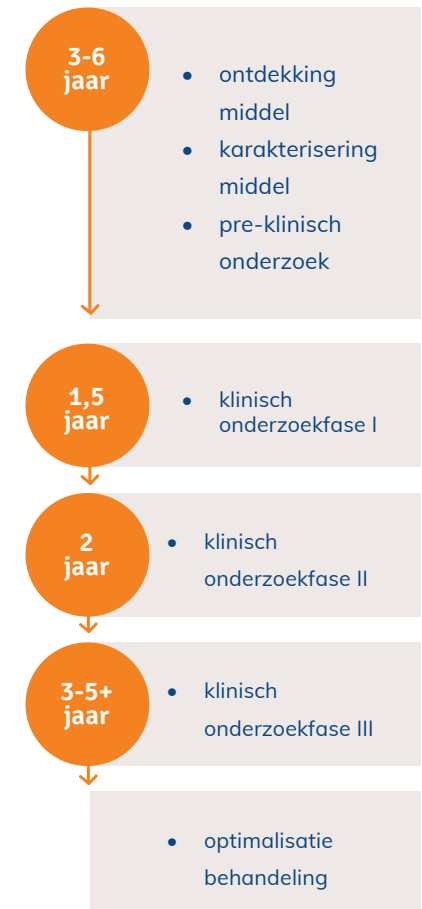 3-6
jaar
• ontdekking
middel
• karakterisering
middel
• pre-klinisch
onderzoek
1,5
jaar
• klinisch
onderzoekfase I
2
jaar
• klinisch
onderzoekfase II
3-5+
jaar
• klinisch
onderzoekfase III
• optimalisatie
behandeling